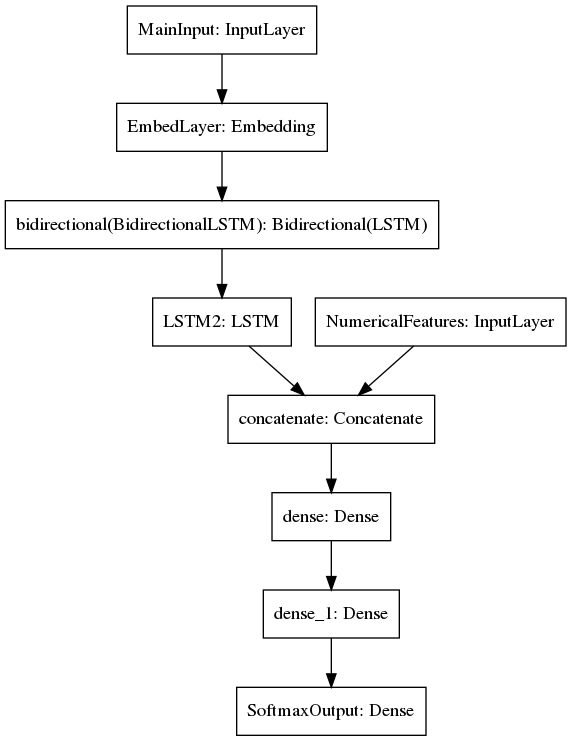 MainInput: InputLayer
EmbedLayer: Embedding
bidirectional(BidirectionalLSTM): Bidirectional(LSTM)
LSTM2: LSTM
NumericalFeatures: InputLayer
concatenate: Concatenate
dense: Dense
dense_1: Dense
SoftmaxOutput: Dense